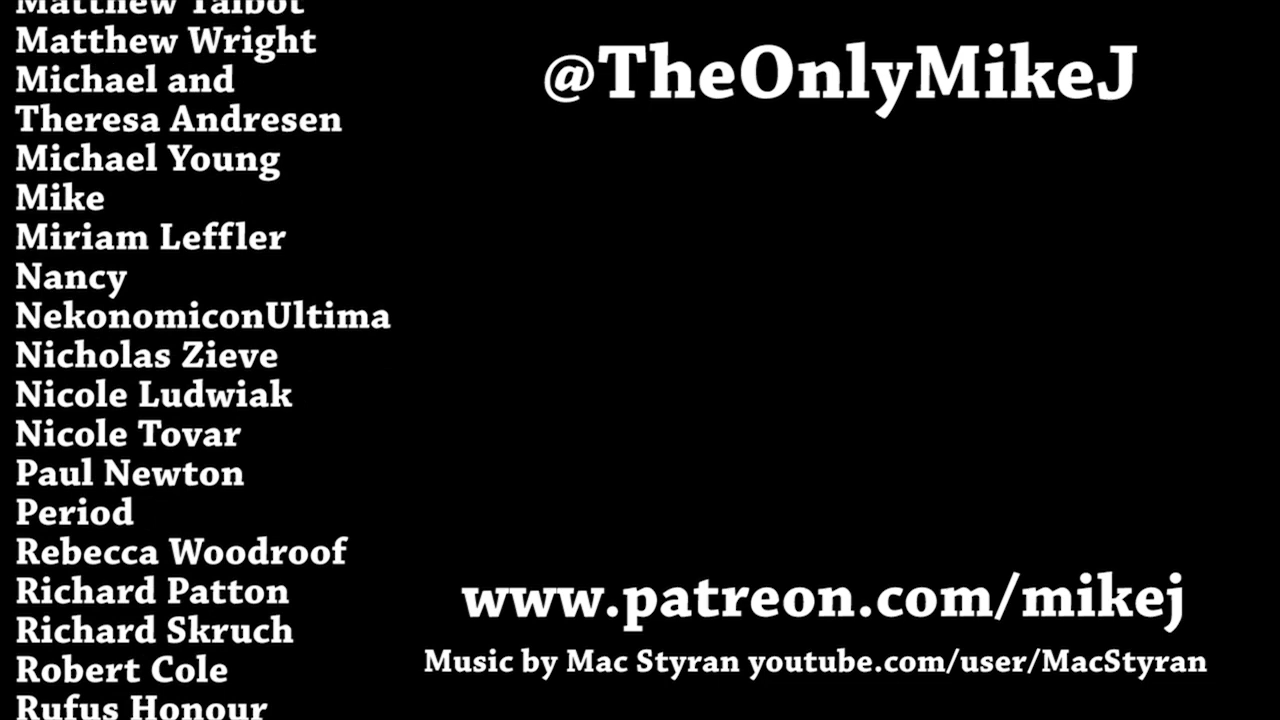 Matthew Talbot
Matthew Wright
Michael and
Theresa Andresen
Michael Young
Mike
Miriam Leffler
Nancy
NekonomiconUltima
Nicholas Zieve
Nicole Ludwiak
Nicole Tovar
Paul Newton
Period
Rebecca Woodroof
Richard Patton
Richard Skruch
Robert Cole
Rufus Honour
@TheOnlyMikeJ
www.patreon.com/mikej
Music by Mac Styran youtube.com/user/MacStyran